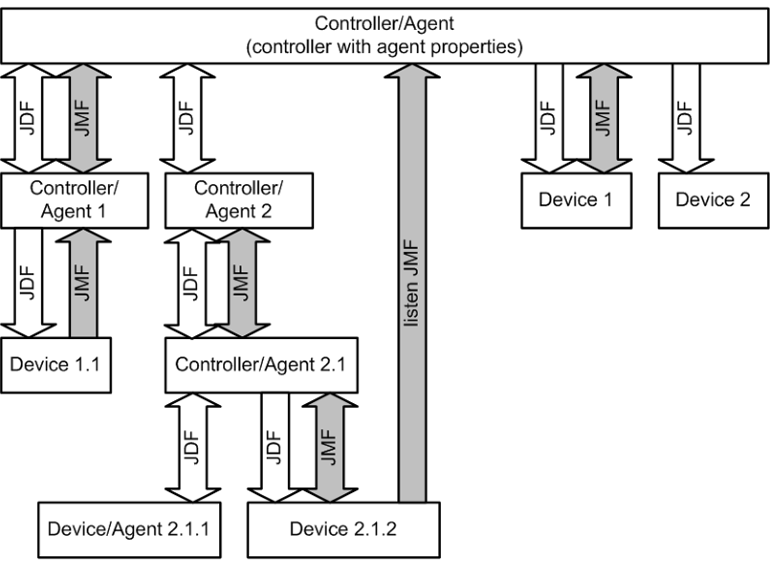 Controller/Agent
(controller with agent properties)
JDF
JMF
JDF
JDF
JMF
JDF
Controller/
Agent 1
Controller/
Agent 2
Device 1
Device 2
JDF
JMF
JDF
JMF
listen JMF
Device 1.1
Controller/Agent 2.1
JDF
JDF
JMF
Device/Agent 2.1.1
Device 2.1.2